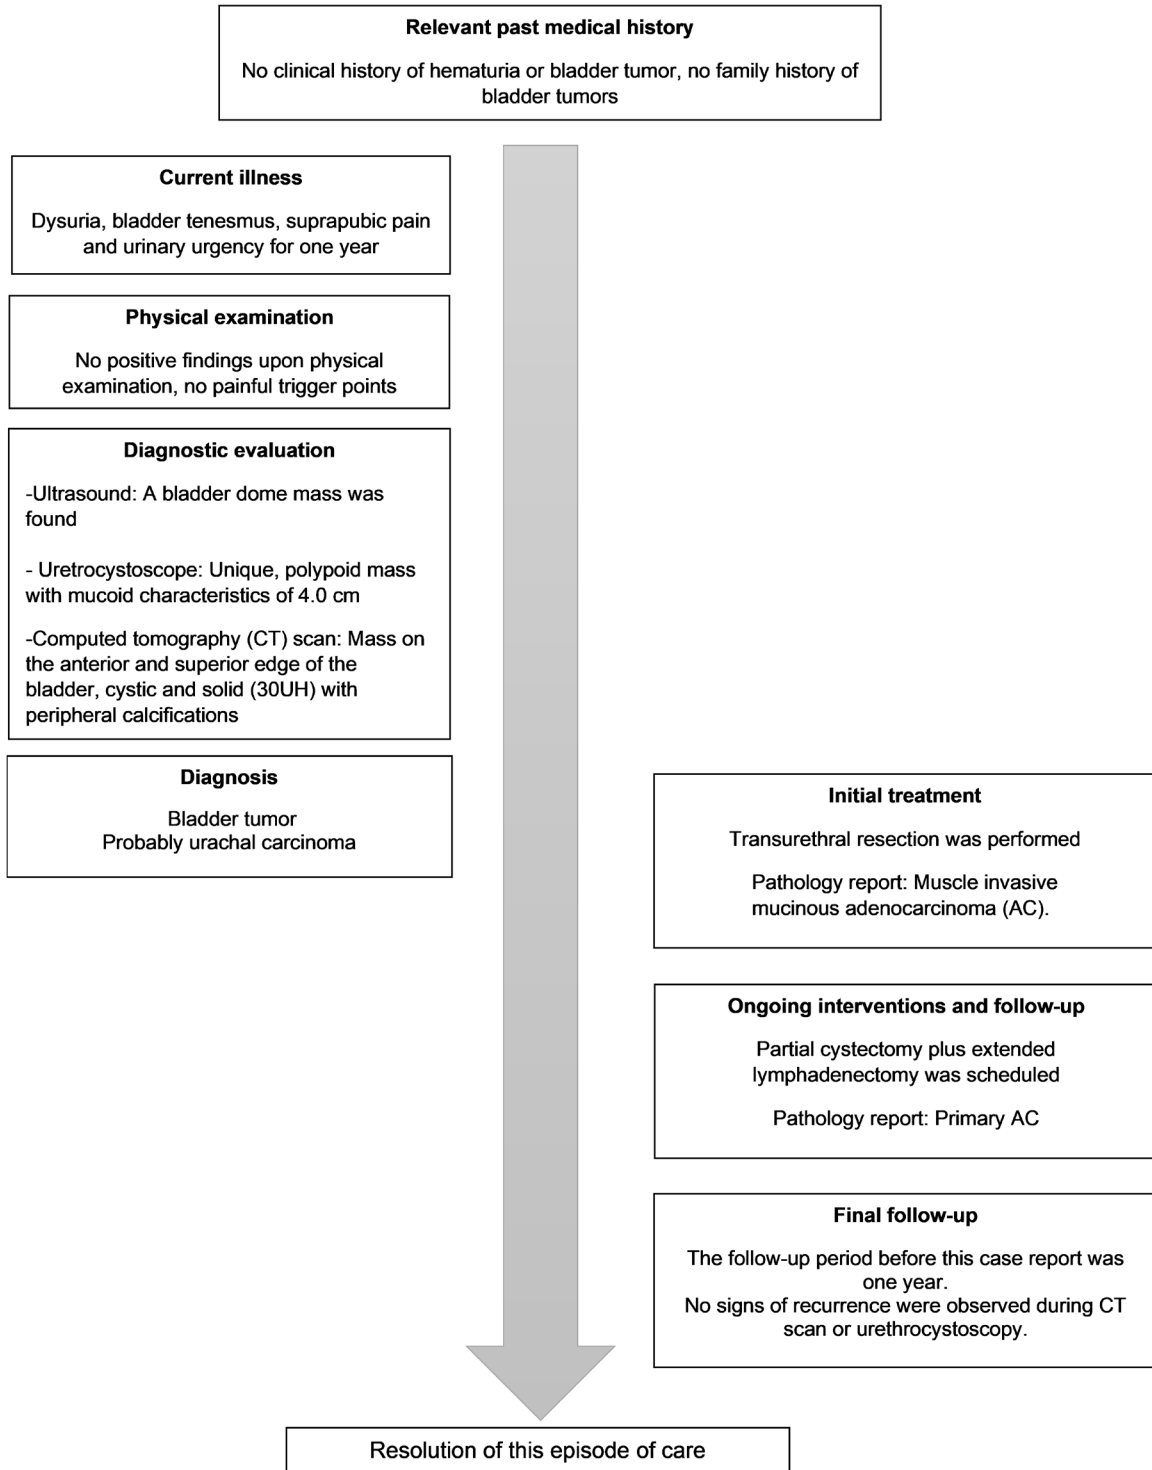 Relevant past medical history
No clinical history of hematuria or bladder tumor, no family history of
bladder tumors
Current illness
Dysuria, bladder tenesmus, suprapubic pain
and urinary urgency for one year
Physical examination
No positive findings upon physical
examination, no painful trigger points
Diagnostic evaluation
-Ultrasound: A bladder dome mass was
found
- Uretrocystoscope: Unique, polypoid mass
with mucoid characteristics of 4.0 cm
-Computed tomography (CT) scan: Mass on
the anterior and superior edge of the
bladder, cystic and solid (30UH) with
peripheral calcifications
Diagnosis
Bladder tumor
Probably urachal carcinoma
Initial treatment
Transurethral resection was performed
Pathology report: Muscle invasive
mucinous adenocarcinoma (AC).
Ongoing interventions and follow-up
Partial cystectomy plus extended
lymphadenectomy was scheduled
Pathology report: Primary AC
Final follow-up
The follow-up period before this case report was
one year.
No signs of recurrence were observed during CT
scan or urethrocystoscopy.
Resolution of this episode of care